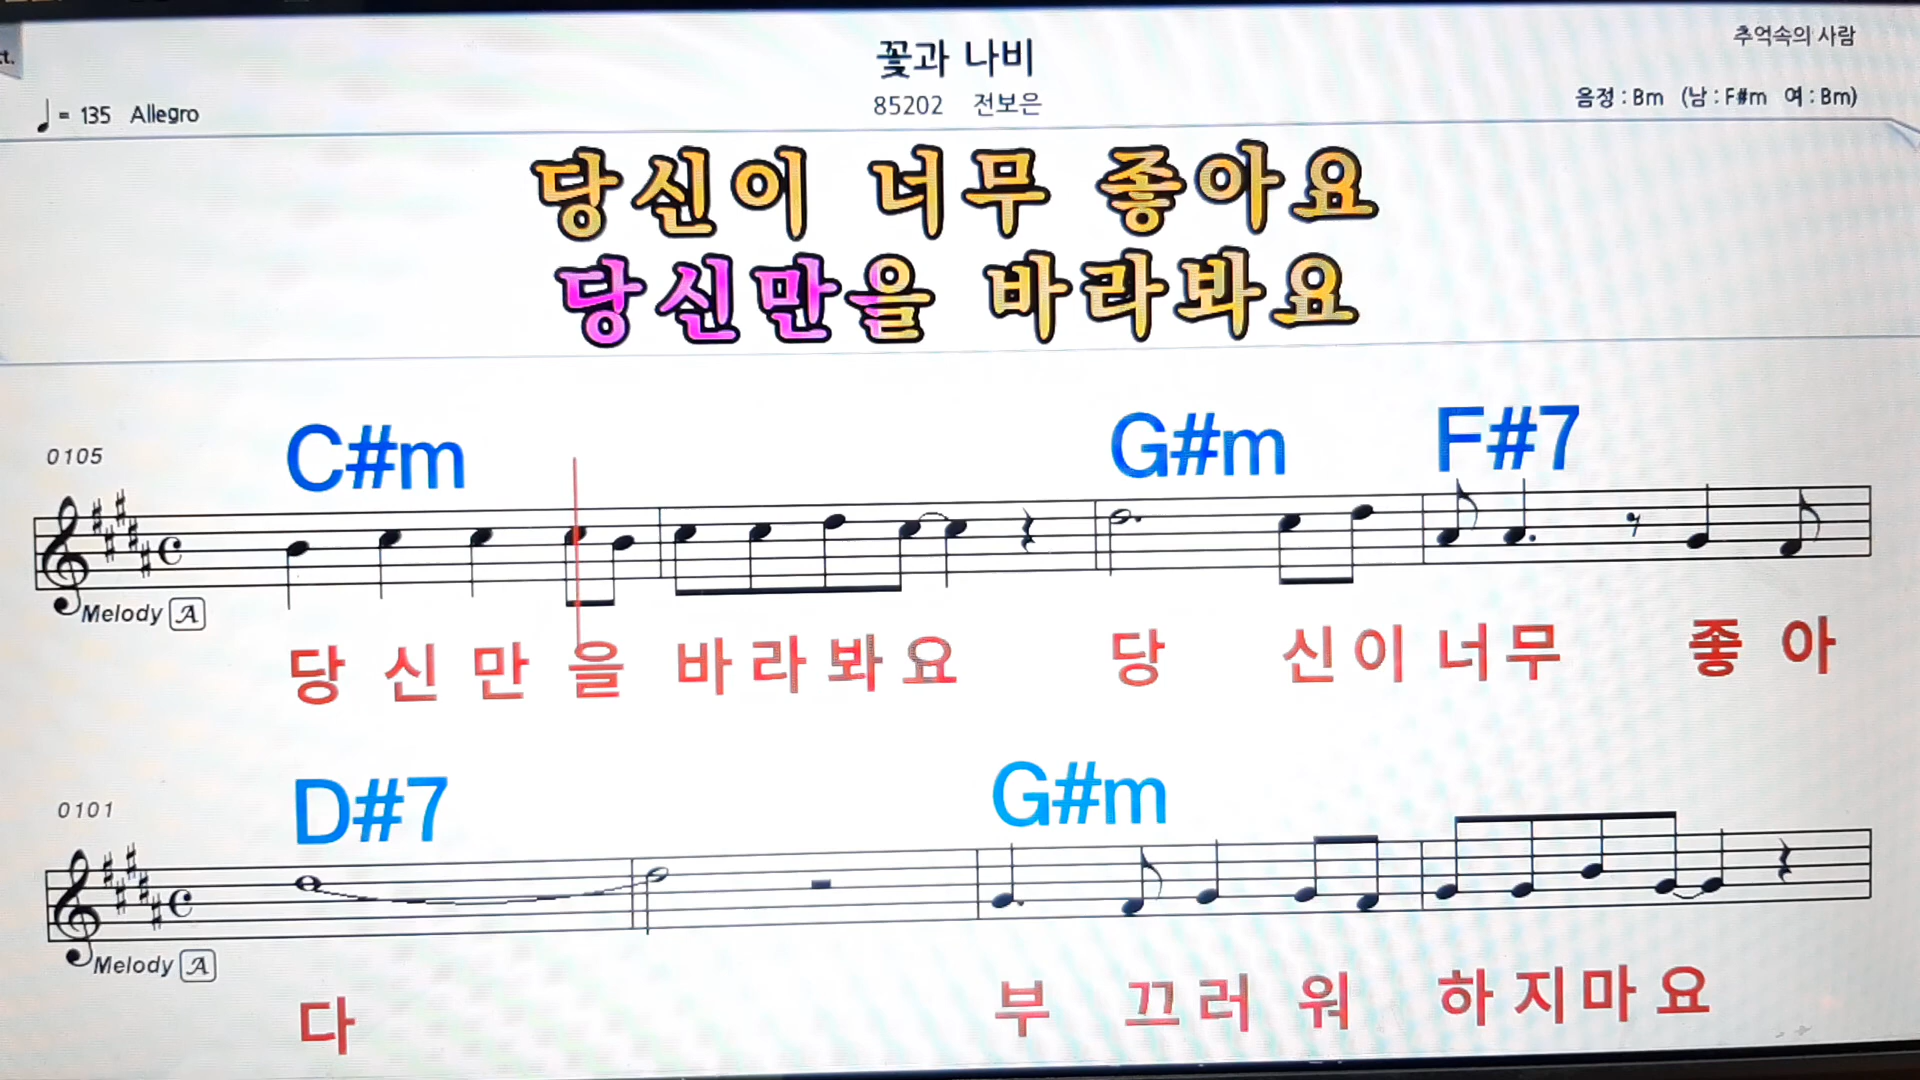 ct.
추억속의 사람
꽃과 나비
♩ = 135 Allegro
85202 전보은
음정 : Bm (남 : F#m 여 : Bm)
당신이 너무 좋아요
당신만을 바라봐요
C#m G#m F#7
0105
Melody A
당 신 만 을 바 라 봐 요 당 신 이 너 무 좋 아
D#7 G#m
0101
Melody A
다 부 끄 러 워 하 지 마 요